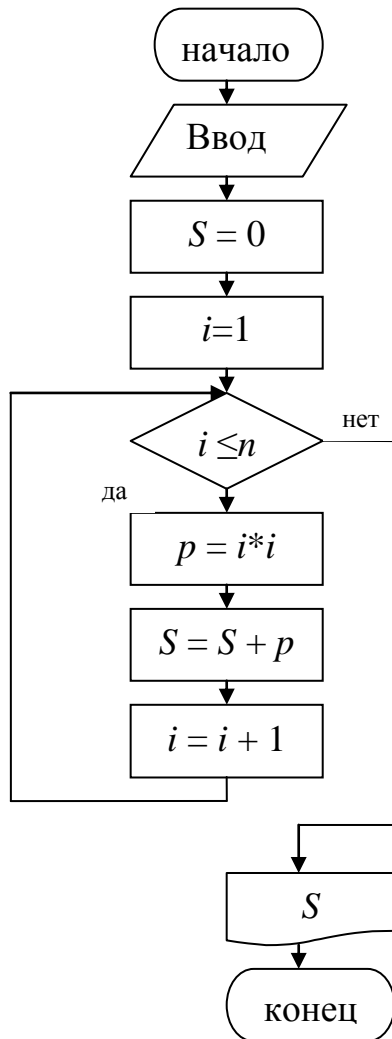 начало
Ввод
S = 0
i=1
i ≤n
нет
да
p = i*i
S = S + p
i = i + 1
S
конец